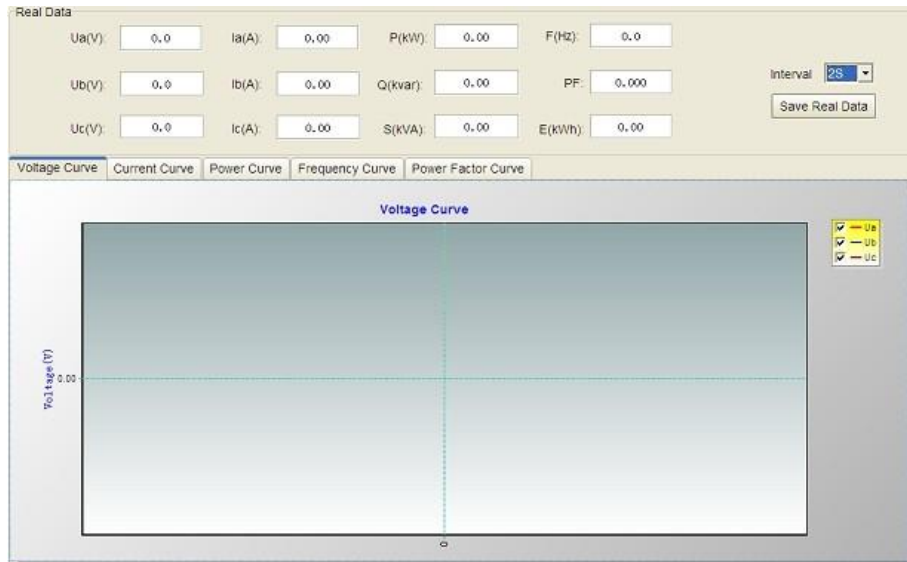 Real Data
Ua(V): 0.0 Ia(A): 0.00 P(kW): 0.00 F(Hz): 0.0
Interval 2S
Ub(V): 0.0 Ib(A): 0.00 Q(kvar): 0.00 PF: 0.000
Save Real Data
Uc(V): 0.0 Ic(A): 0.00 S(KVA): 0.00 E(kWh): 0.00
Voltage Curve Current Curve Power Curve Frequency Curve Power Factor Curve
Voltage Curve
Ua
Ub
Uc
Voltage(V)
0.00
0